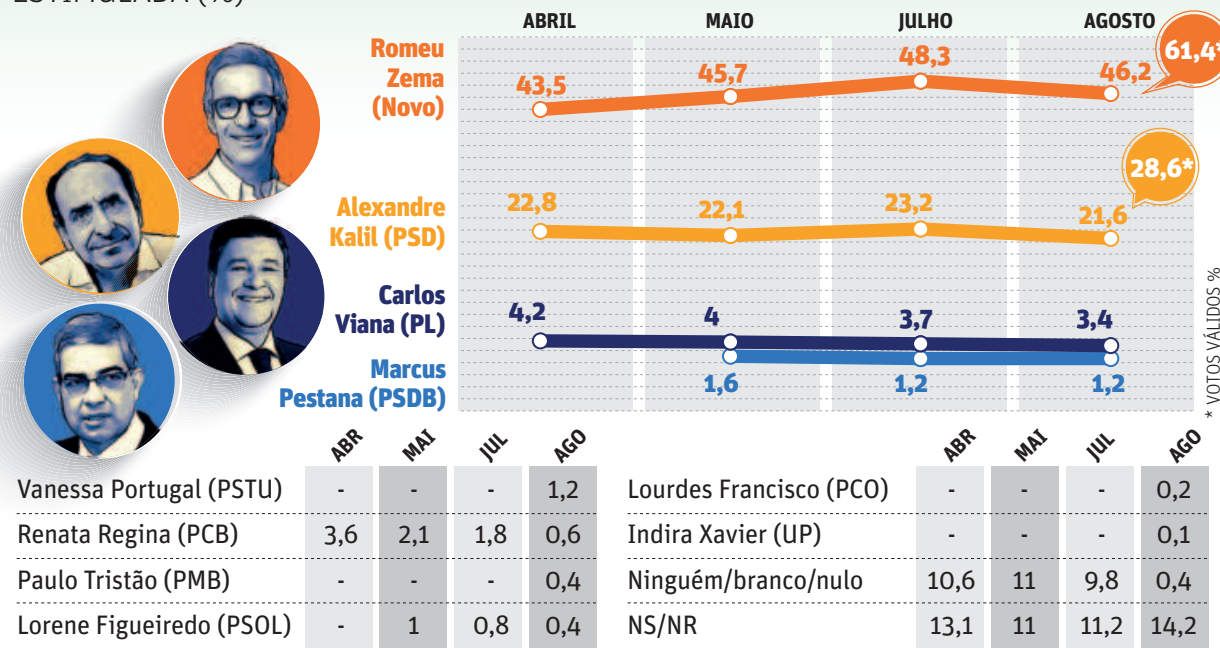 ESTIMULADA (%)
ABRIL MAIO JULHO AGOSTO
Romeu
Zema
(Novo)
43,5 45,7 48,3 46,2 61,4*
Alexandre
Kalil (PSD)
22,8 22,1 23,2 21,6 28,6*
Carlos
Viana (PL)
4,2 4 3,7 3,4
Marcus
Pestana (PSDB)
1,6 1,2 1,2
* VOTOS VÁLIDOS %
ABR MAI JUL AGO
Vanessa Portugal (PSTU) - - - 1,2
Renata Regina (PCB) 3,6 2,1 1,8 0,6
Paulo Tristão (PMB) - - - 0,4
Lorene Figueiredo (PSOL) - 1 0,8 0,4
ABR MAI JUL AGO
Lourdes Francisco (PCO) - - - 0,2
Indira Xavier (UP) - - - 0,1
Ninguém/branco/nulo 10,6 11 9,8 0,4
NS/NR 13,1 11 11,2 14,2